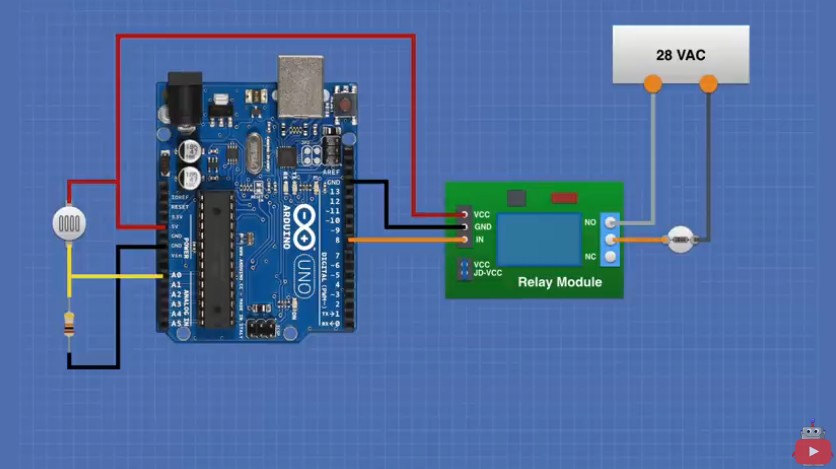 28 VAC
AREF
GND
13
12
-11
-10
-9
8
7
-6
-5
4
-3
2
TX→1
RX←0
DIGITAL (PWM~)
IOREF
RESET
3.3V
5V
GND
GND
Vin
POWER
A0
A1
A2
A3
A4
A5
ANALOG IN
ARDUINO
UNO
VCC
GND
IN
VCC
JD-VCC
NO
NC
Relay Module